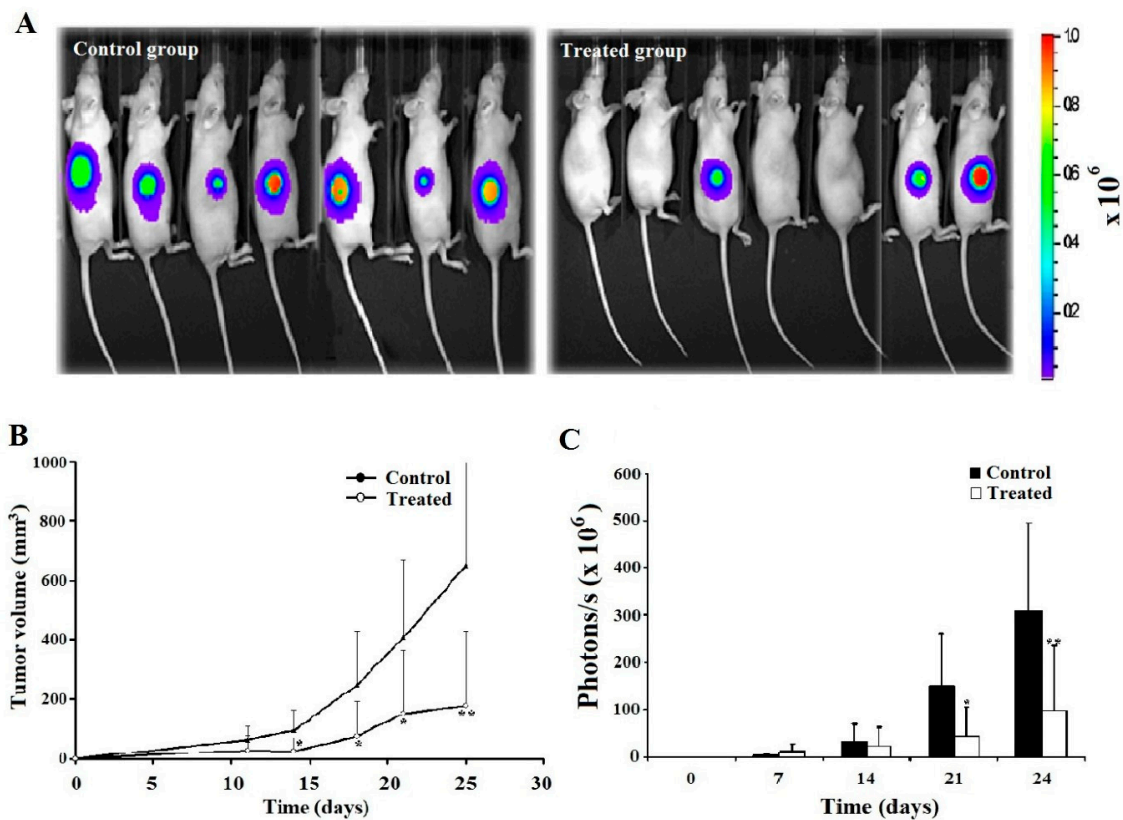 A
Control group
Treated group
1.0
0.8
0.6
0.4
0.2
x 10⁶
B
1000
800
600
400
200
0
Tumor volume (mm³)
Control
Treated
*
*
*
**
0
5
10
15
20
25
30
Time (days)
C
600
500
400
300
200
100
0
Photons/s (x 10⁶)
Control
Treated
*
**
0
7
14
21
24
Time (days)